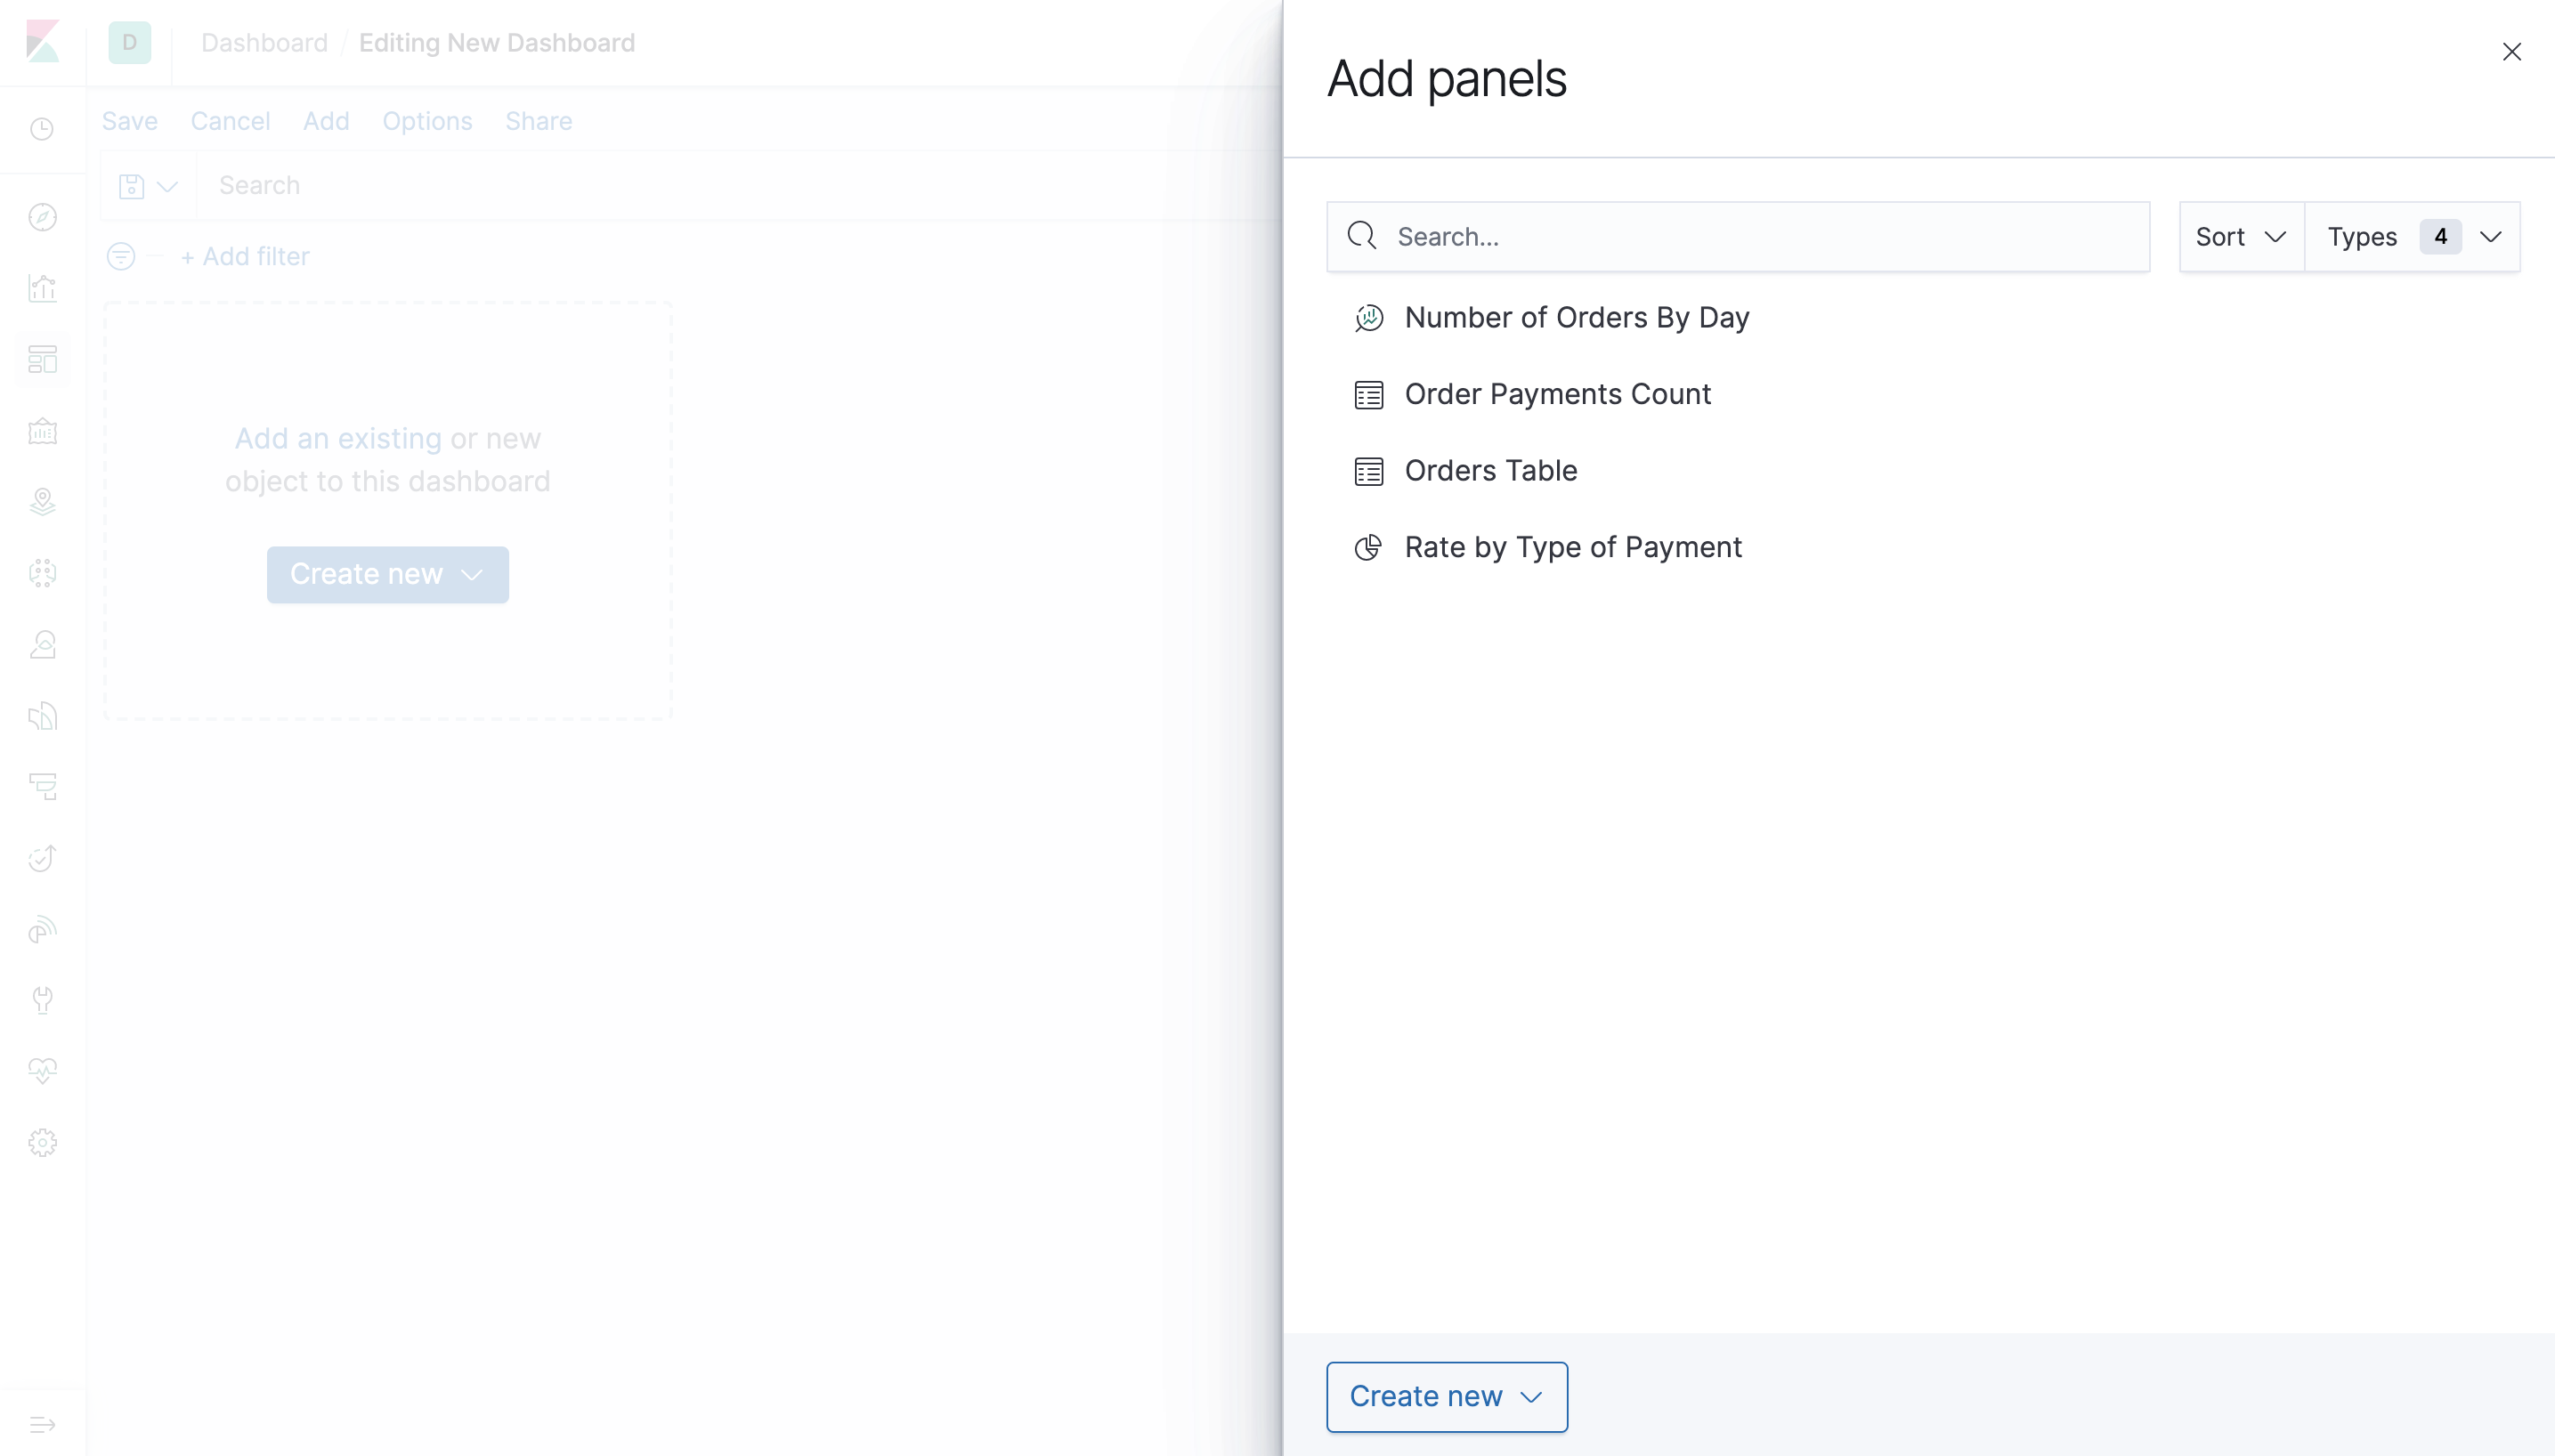 D
Dashboard / Editing New Dashboard
Save Cancel Add Options Share
Search
+ Add filter
Add an existing or new
object to this dashboard
Create new
Add panels
Search...
Sort
Types 4
Number of Orders By Day
Order Payments Count
Orders Table
Rate by Type of Payment
Create new